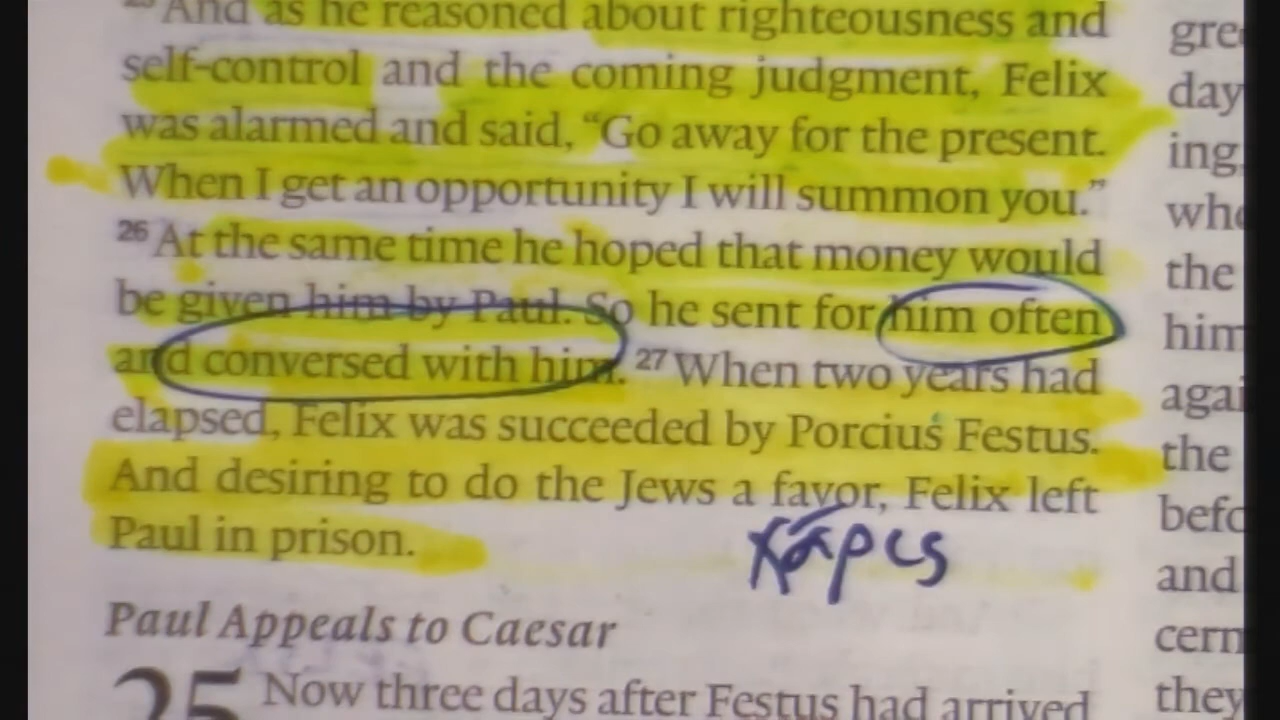 25 And as he reasoned about righteousness and
self-control and the coming judgment, Felix
was alarmed and said, “Go away for the present.
When I get an opportunity I will summon you.”
26 At the same time he hoped that money would
be given him by Paul. So he sent for him often
and conversed with him. 27 When two years had
elapsed, Felix was succeeded by Porcius Festus.
And desiring to do the Jews a favor, Felix left
Paul in prison.
Paul Appeals to Caesar
25 Now three days after Festus had arrived
day
the
him
the
and
they